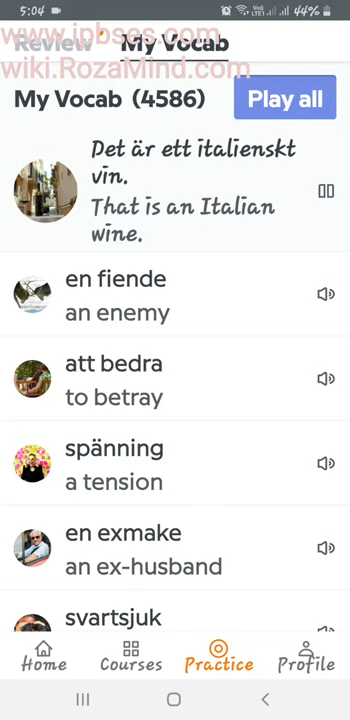 5:04 VoD LTE1 44%
www.ipbses.com
Review My Vocab
wiki.RozaMind.com
My Vocab (4586) Play all
Det är ett italienskt
vin.
That is an Italian
wine.
en fiende
an enemy
att bedra
to betray
spänning
a tension
en exmake
an ex-husband
svartsjuk
Home Courses Practice Profile